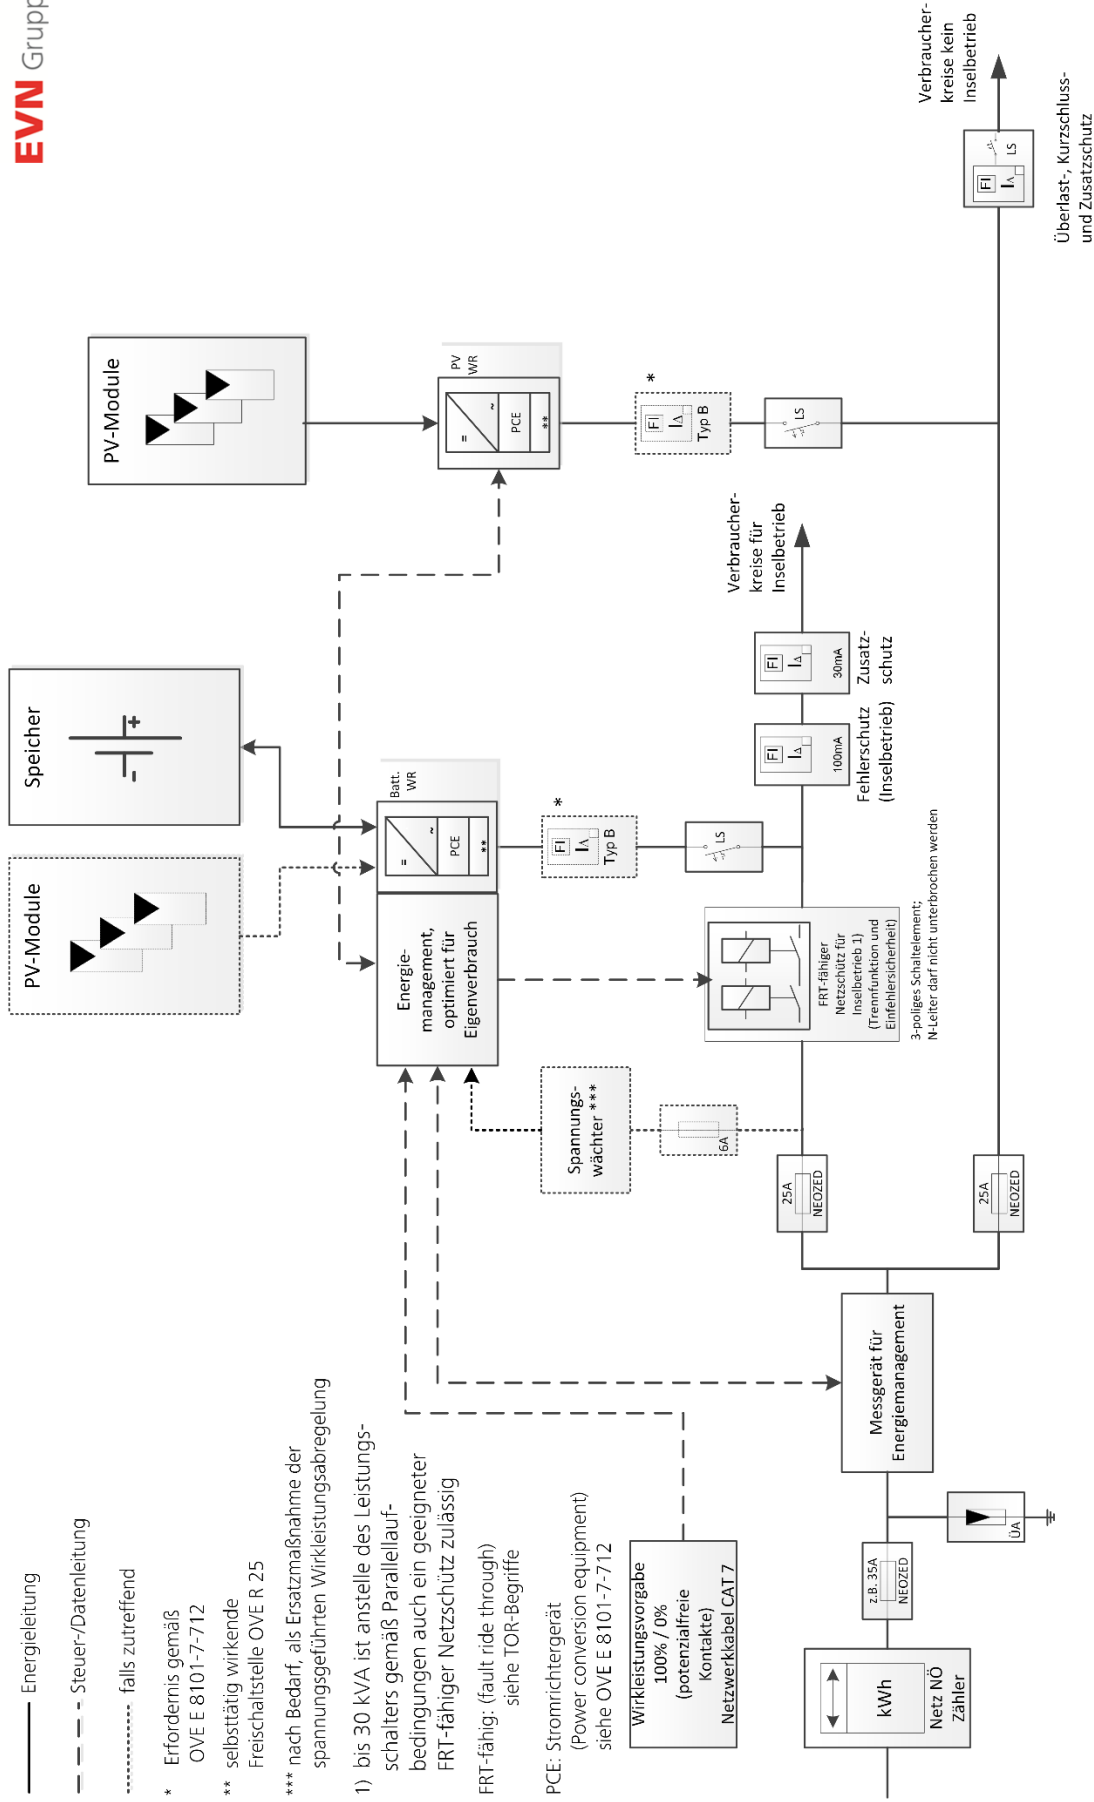 EVN Grupp
Energieleitung
Steuer-/Datenleitung
falls zutreffend
* Erfordernis gemäß
OVE E 8101-7-712
** selbsttätig wirkende
Freischaltstelle OVE R 25
*** nach Bedarf, als Ersatzmaßnahme der
spannungsgeführten Wirkleistungsabregelung
1) bis 30 kVA ist anstelle des Leistungs-
schalters gemäß Parallellauf-
bedingungen auch ein geeigneter
FRT-fähiger Netzschütz zulässig
FRT-fähig: (fault ride through)
siehe TOR-Begriffe
PCE: Stromrichtergerät
(Power conversion equipment)
siehe OVE E 8101-7-712
Wirkleistungsvorgabe
100% / 0%
(potenzialfreie
Kontakte)
Netzwerkkabel CAT 7
kWh
Netz NÖ
Zähler
z.B. 35A
NEOZED
ÜA
Messgerät für
Energiemanagement
25A
NEOZED
25A
NEOZED
Spannungs-
wächter ***
6A
PV-Module
Speicher
- +
Energie-
management,
optimiert für
Eigenverbrauch
=
~
PCE
**
Batt.
WR
FI
I∆
Typ B
*
LS
FRT-fähiger
Netzschütz für
Inselbetrieb 1)
(Trennfunktion und
Einfehlersicherheit)
3-poliges Schaltelement;
N-Leiter darf nicht unterbrochen werden
FI
I∆
100mA
Fehlerschutz
(Inselbetrieb)
FI
I∆
30mA
Zusatz-
schutz
Verbraucher-
kreise für
Inselbetrieb
PV-Module
=
~
PCE
**
PV
WR
FI
I∆
Typ B
*
LS
FI
I∆
LS
Verbraucher-
kreise kein
Inselbetrieb
Überlast-, Kurzschluss-
und Zusatzschutz